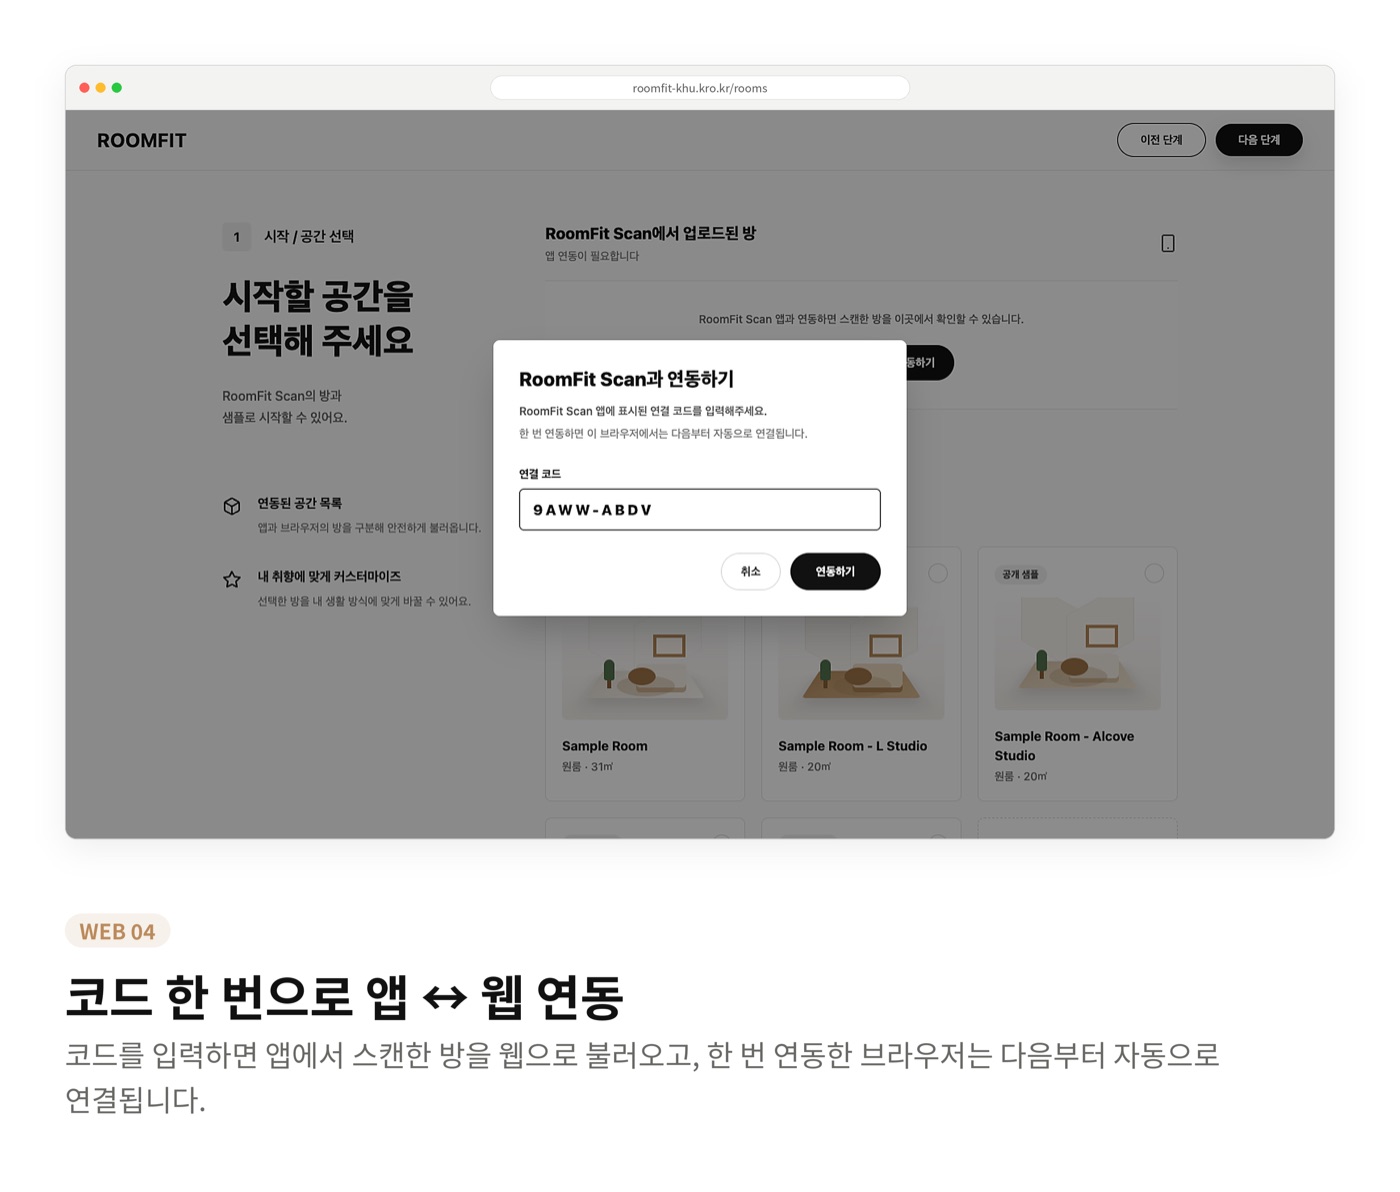 roomfit-khu.kro.kr/rooms
ROOMFIT
이전 단계
다음 단계
1
시작 / 공간 선택
시작할 공간을
선택해 주세요
RoomFit Scan의 방과
샘플로 시작할 수 있어요.
연동된 공간 목록
앱과 브라우저의 방을 구분해 안전하게 불러옵니다.
내 취향에 맞게 커스터마이즈
선택한 방을 내 생활 방식에 맞게 바꿀 수 있어요.
RoomFit Scan에서 업로드된 방
앱 연동이 필요합니다
RoomFit Scan 앱과 연동하면 스캔한 방을 이곳에서 확인할 수 있습니다.
동하기
RoomFit Scan과 연동하기
RoomFit Scan 앱에 표시된 연결 코드를 입력해주세요.
한 번 연동하면 이 브라우저에서는 다음부터 자동으로 연결됩니다.
연결 코드
9AWW-ABDV
취소
연동하기
공개 샘플
Sample Room
원룸 · 31㎡
Sample Room - L Studio
원룸 · 20㎡
Sample Room - Alcove
Studio
원룸 · 20㎡
WEB 04
코드 한 번으로 앱 ↔ 웹 연동
코드를 입력하면 앱에서 스캔한 방을 웹으로 불러오고, 한 번 연동한 브라우저는 다음부터 자동으로
연결됩니다.